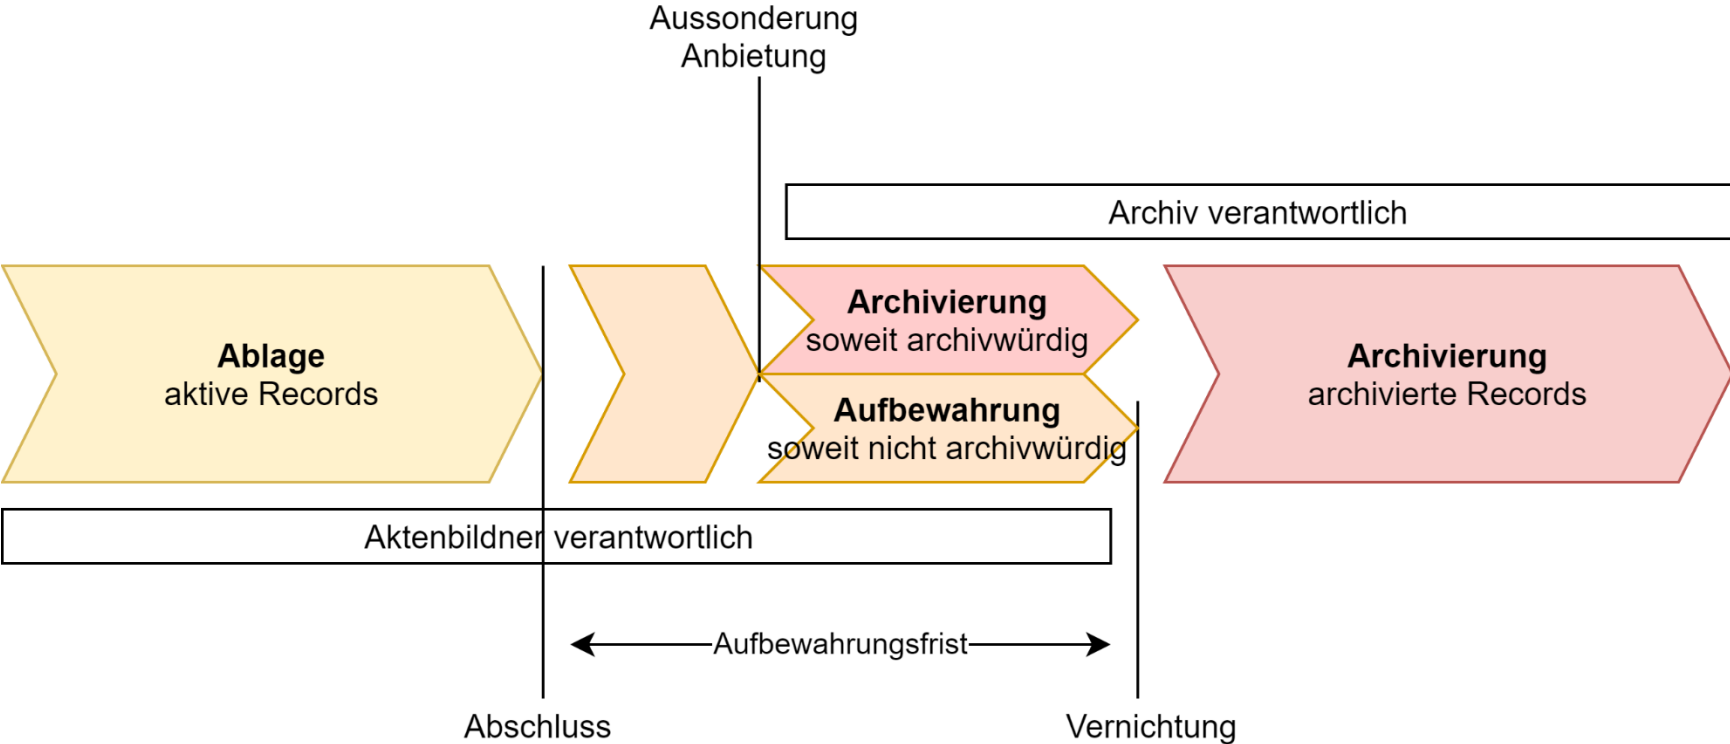 Aussonderung
Anbietung
Archiv verantwortlich
Ablage
aktive Records
Archivierung
soweit archivwürdig
Aufbewahrung
soweit nicht archivwürdig
Archivierung
archivierte Records
Aktenbildner verantwortlich
Aufbewahrungsfrist
Abschluss
Vernichtung